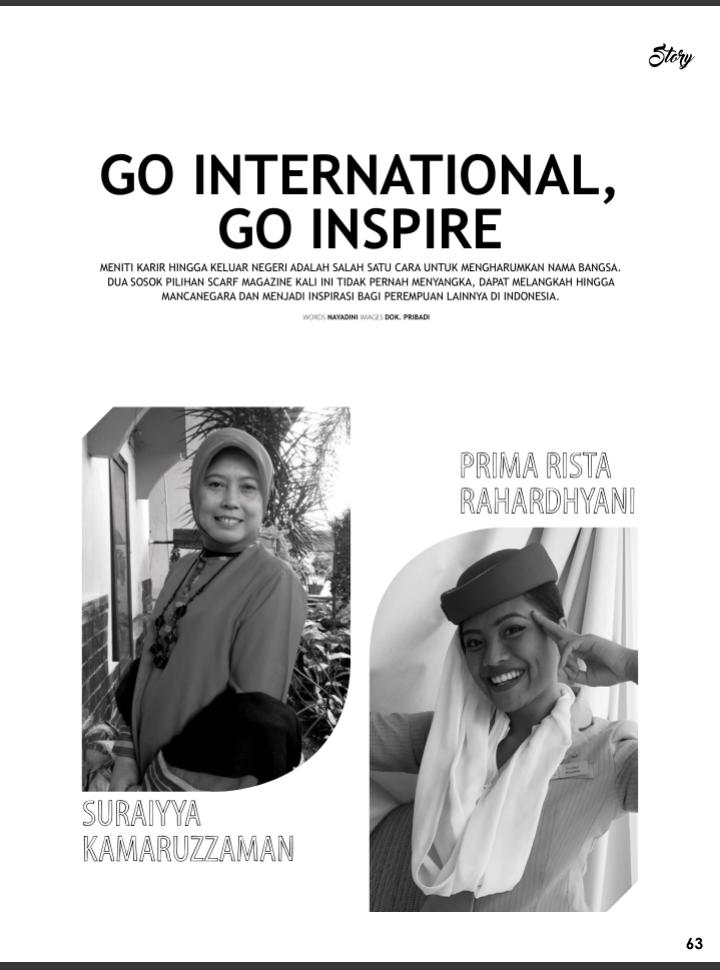 Story
GO INTERNATIONAL,
GO INSPIRE
MENITI KARIR HINGGA KELUAR NEGERI ADALAH SALAH SATU CARA UNTUK MENGHARUMKAN NAMA BANGSA.
DUA SOSOK PILIHAN SCARF MAGAZINE KALI INI TIDAK PERNAH MENYANGKA, DAPAT MELANGKAH HINGGA
MANCANEGARA DAN MENJADI INSPIRASI BAGI PEREMPUAN LAINNYA DI INDONESIA.
WORDS NAYADINI IMAGES DOK. PRIBADI
PRIMA RISTA
RAHARDHYANI
SURAIYYA
KAMARUZZAMAN
63